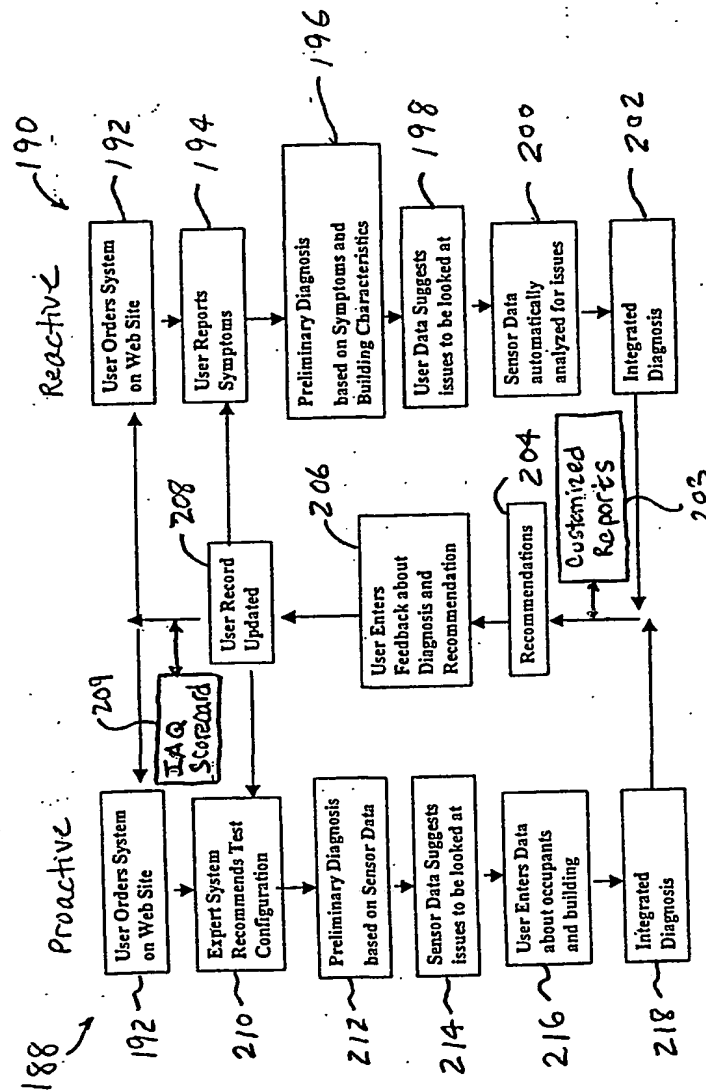 188
Proactive
192
User Orders System
on Web Site
210
Expert System
Recommends Test
Configuration
212
Preliminary Diagnosis
based on Sensor Data
214
Sensor Data Suggests
issues to be looked at
216
User Enters Data
about occupants
and building
218
Integrated
Diagnosis
209
IAQ
Scorecard
208
User Record
Updated
206
User Enters
Feedback about
Diagnosis and
Recommendation
204
Recommendations
Customized
Reports
203
Reactive
190
User Orders System
on Web Site
192
User Reports
Symptoms
194
Preliminary Diagnosis
based on Symptoms and
Building Characteristics
196
User Data Suggests
issues to be looked at
198
Sensor Data
automatically
analyzed for issues
200
Integrated
Diagnosis
202